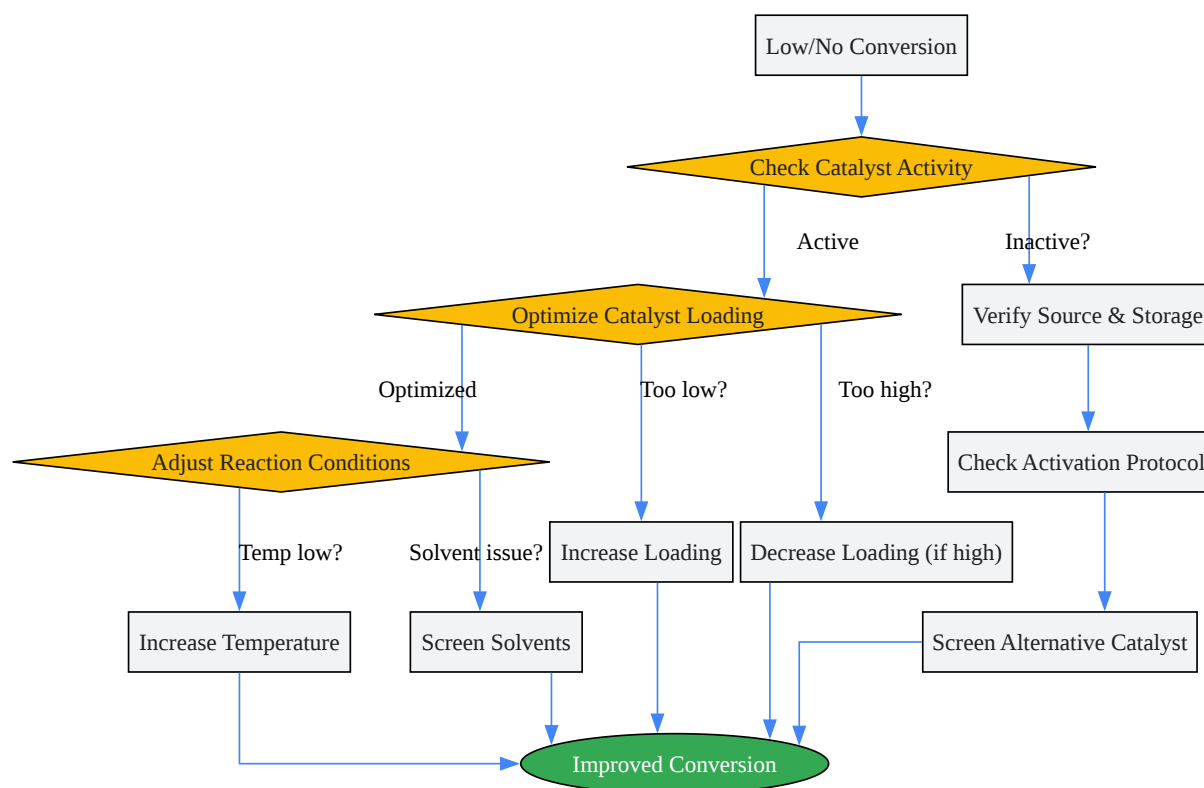 Low/No Conversion
Check Catalyst Activity
Active
Inactive?
Optimize Catalyst Loading
Verify Source & Storage
Optimized
Too low?
Too high?
Adjust Reaction Conditions
Check Activation Protocol
Temp low?
Solvent issue?
Increase Loading
Decrease Loading (if high)
Increase Temperature
Screen Solvents
Screen Alternative Catalyst
Improved Conversion